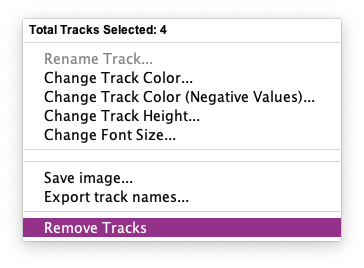 Total Tracks Selected: 4
Rename Track...
Change Track Color...
Change Track Color (Negative Values)...
Change Track Height...
Change Font Size...
Save image...
Export track names...
Remove Tracks